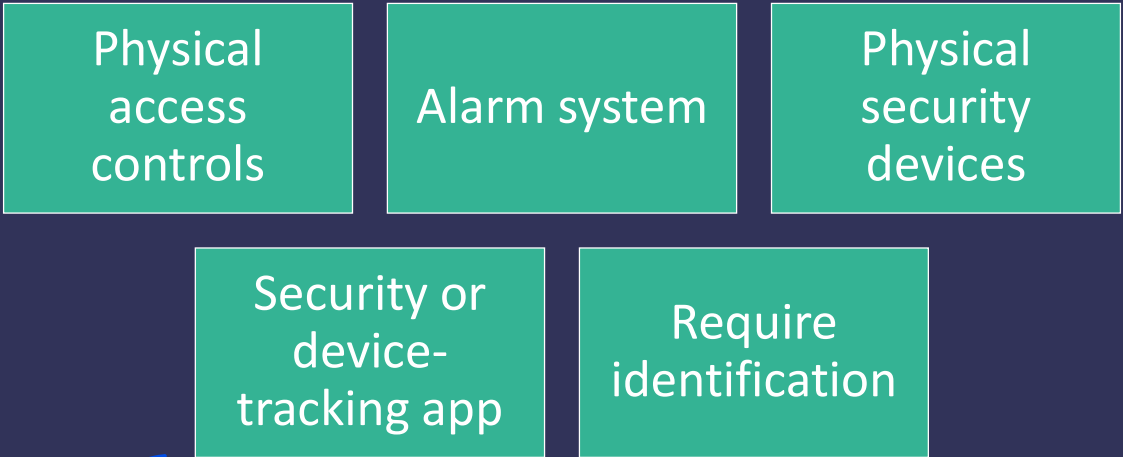 Physical
access
controls
Alarm system
Physical
security
devices
Security or
device-
tracking app
Require
identification